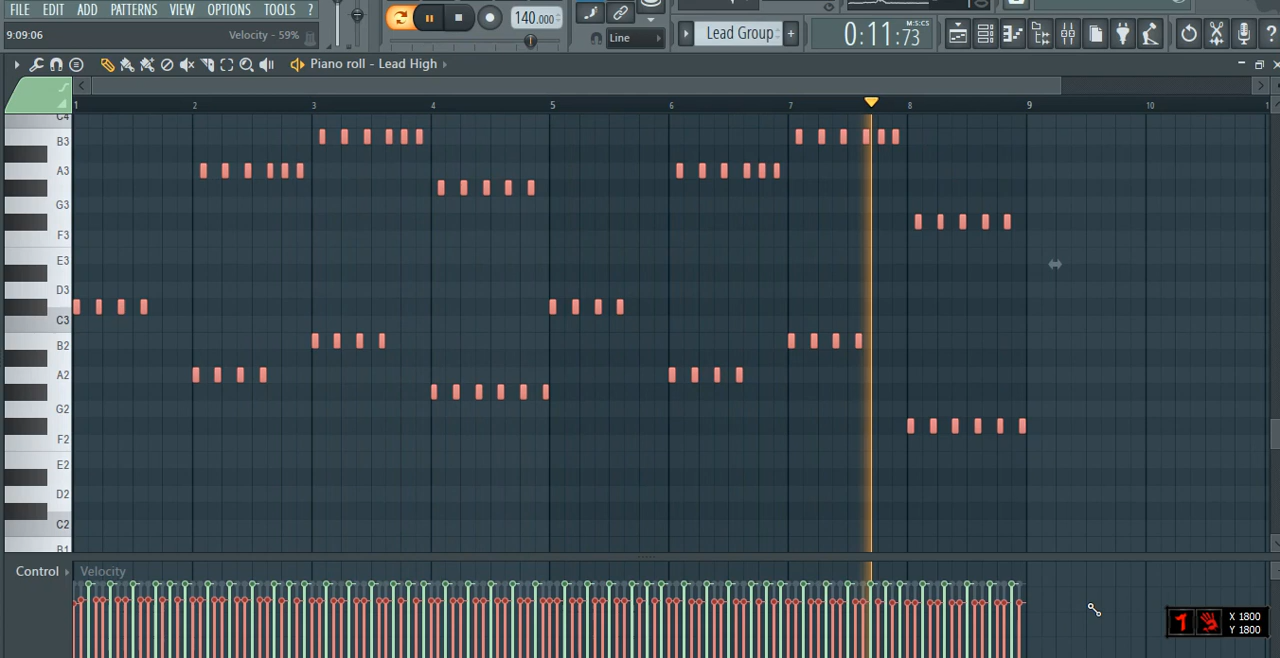 FILE EDIT ADD PATTERNS VIEW OPTIONS TOOLS ?
9:09:06 Velocity - 59%
140.000
Line
Lead Group +
0:11:73 M:S:CS
?
Piano roll - Lead High
1 2 3 4 5 6 7 8 9 10 1
C4
B3
A3
G3
F3
E3
D3
C3
B2
A2
G2
F2
E2
D2
C2
B1
Control Velocity
X 1800
Y 1800